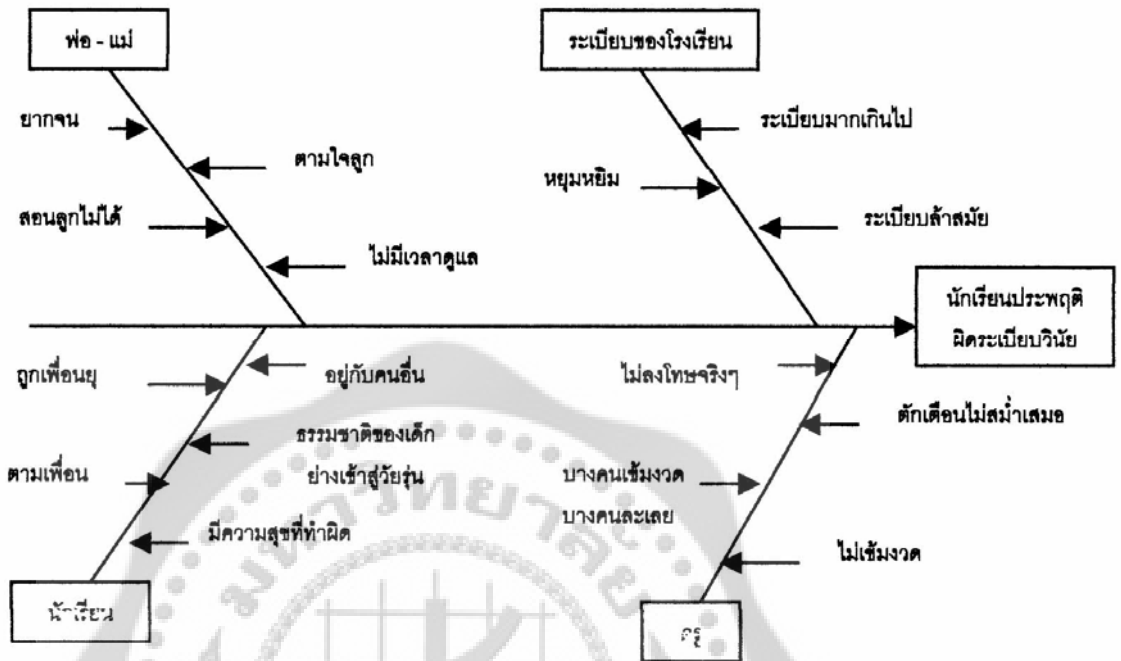 พ่อ - แม่
ระเบียบของโรงเรียน
ยากจน
ระเบียบมากเกินไป
ตามใจลูก
หยุมหยิม
สอนลูกไม่ได้
ระเบียบล้าสมัย
ไม่มีเวลาดูแล
นักเรียนประพฤติ
ผิดระเบียบวินัย
ถูกเพื่อนยุ
อยู่กับคนอื่น
ไม่ลงโทษจริงๆ
ตักเตือนไม่สม่ำเสมอ
ธรรมชาติของเด็ก
ย่างเข้าสู่วัยรุ่น
ตามเพื่อน
บางคนเข้มงวด
บางคนละเลย
มีความสุขที่ทำผิด
ไม่เข้มงวด
นักเรียน
ครู
มหาวิทยาลัย